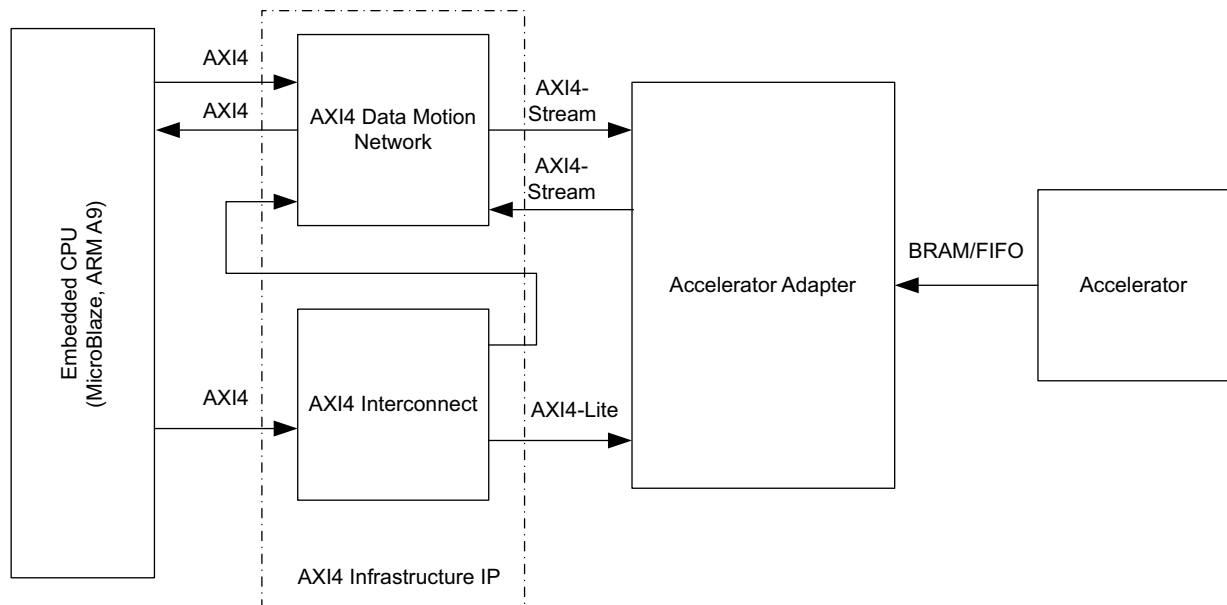 Embedded CPU
(MicroBlaze, ARM A9)
AXI4
AXI4
AXI4 Data Motion
Network
AXI4-
Stream
AXI4-
Stream
Accelerator Adapter
BRAM/FIFO
Accelerator
AXI4
AXI4 Interconnect
AXI4-Lite
AXI4 Infrastructure IP